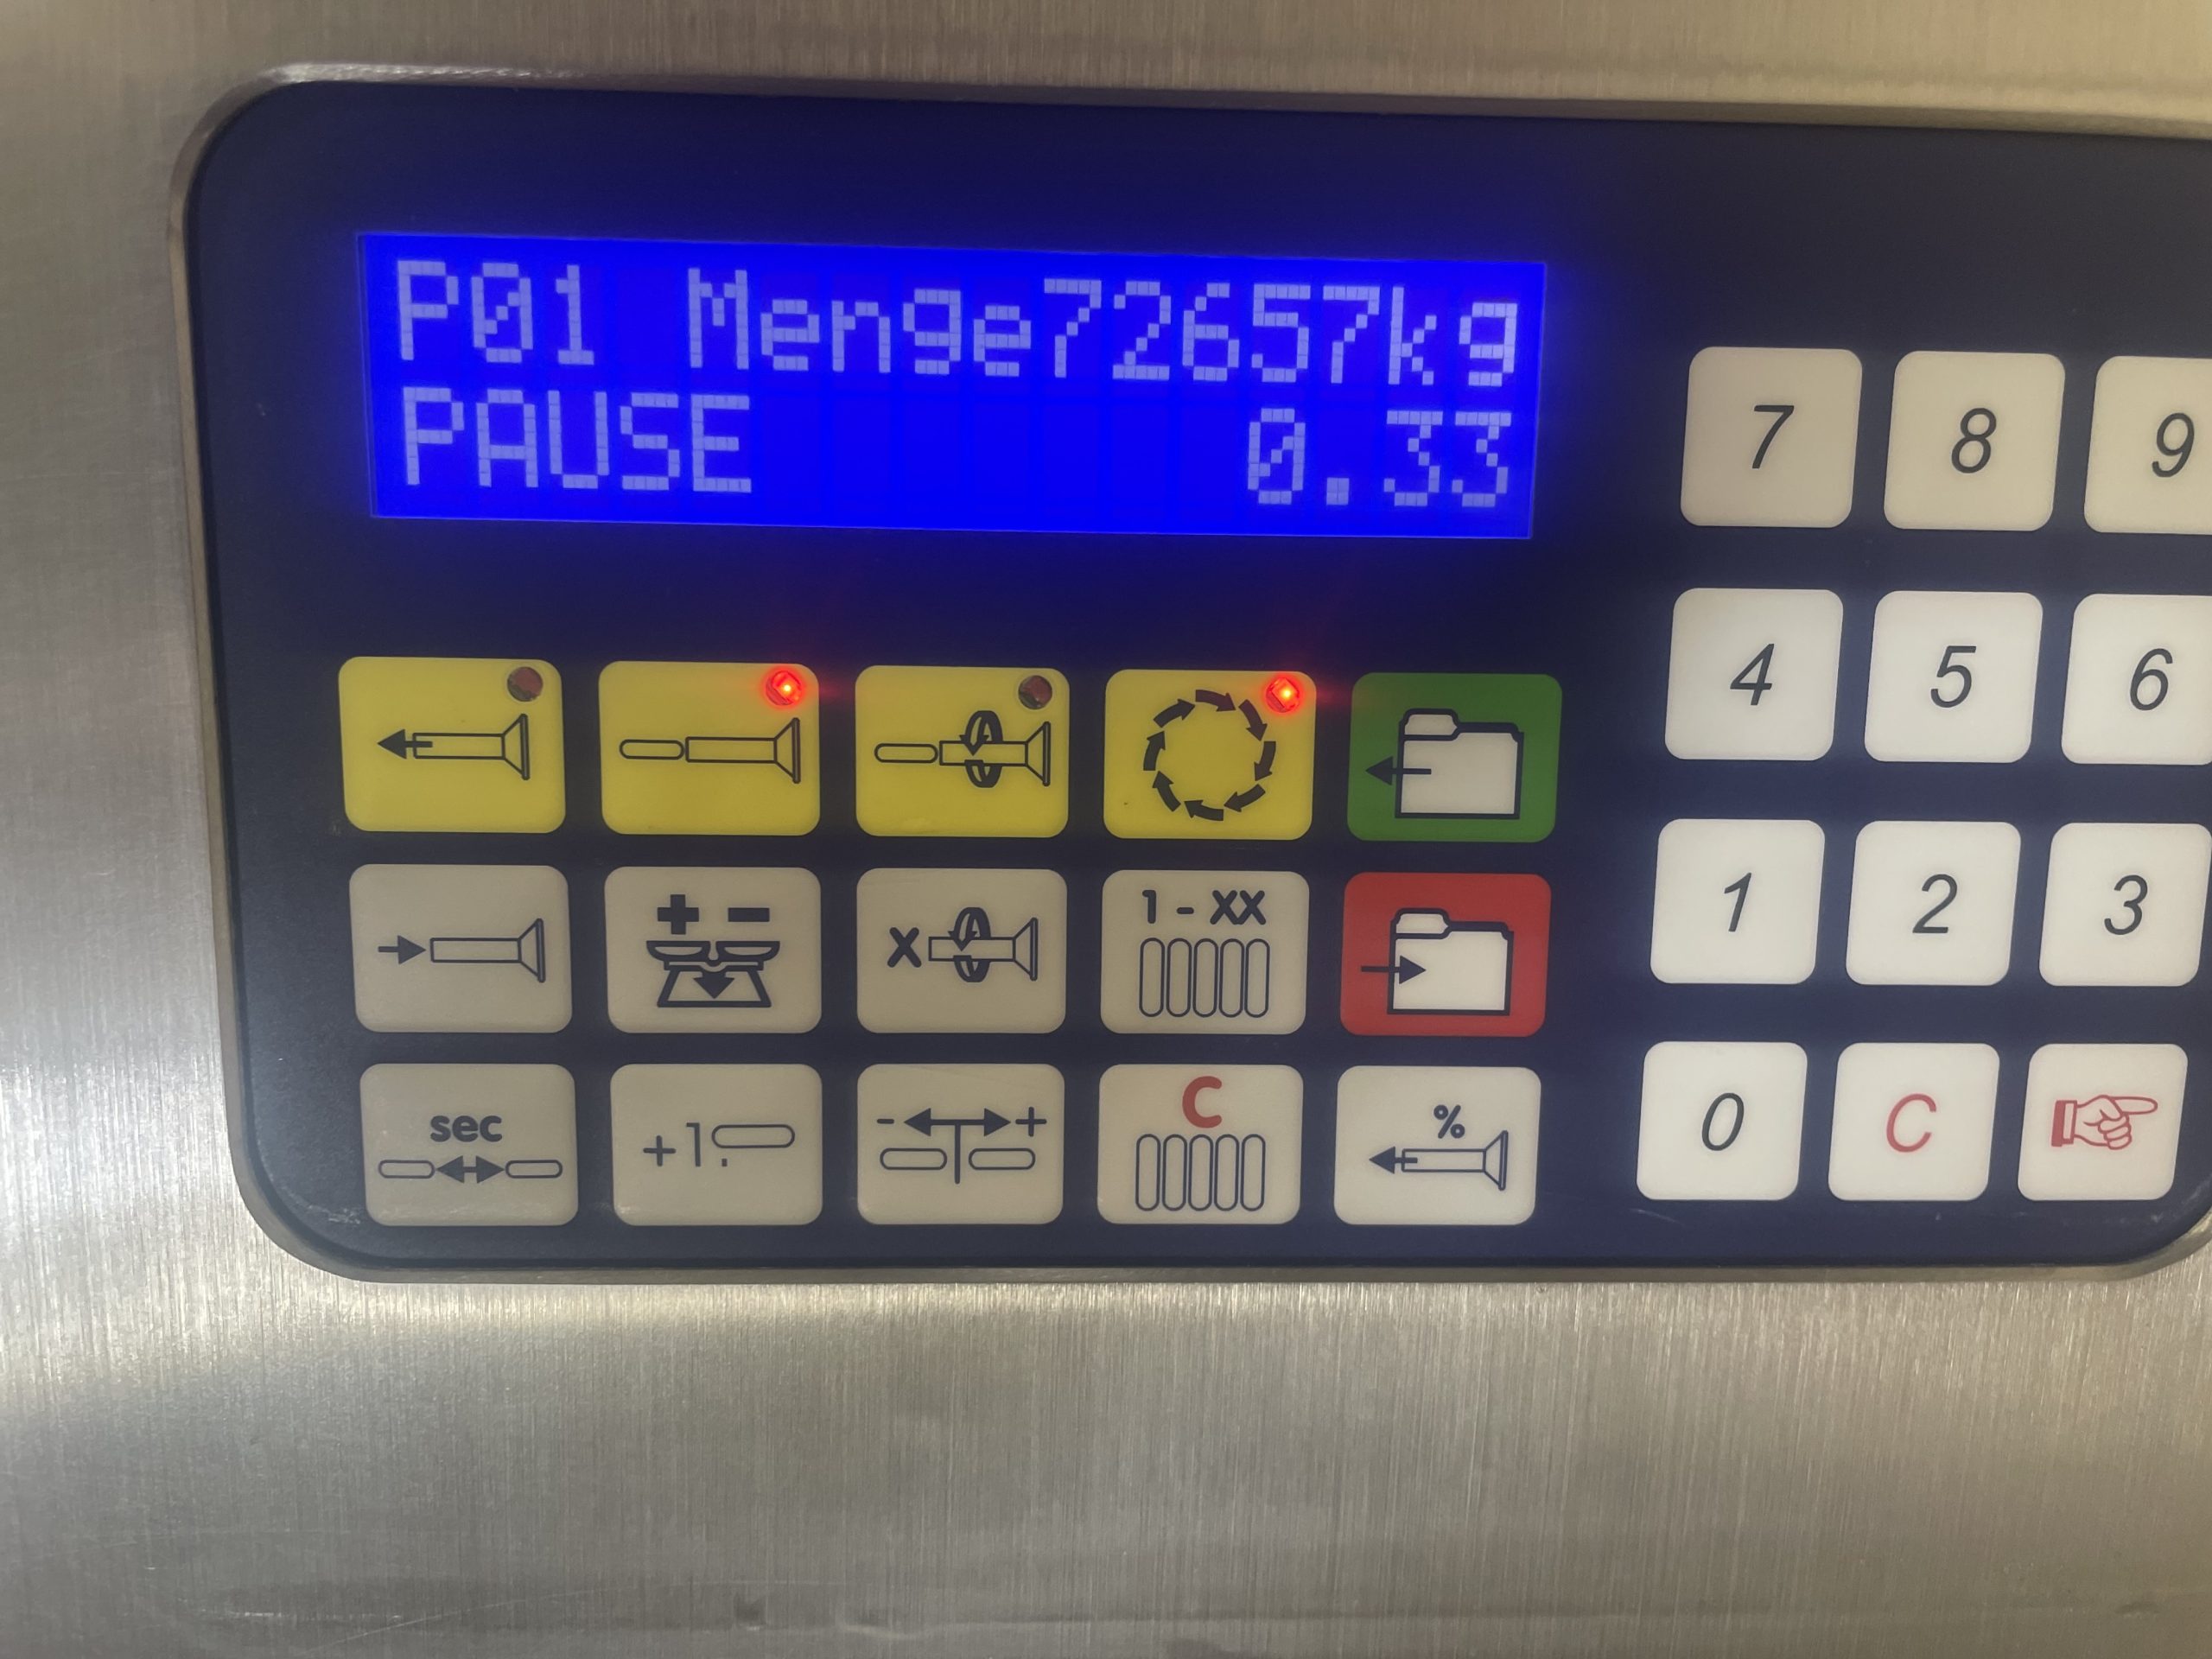 P01 Menge72657kg
PAUSE 0.33
7 8 9
4 5 6
1 - XX
X
1 2 3
+ -
sec
+1.
- +
C
%
0 C